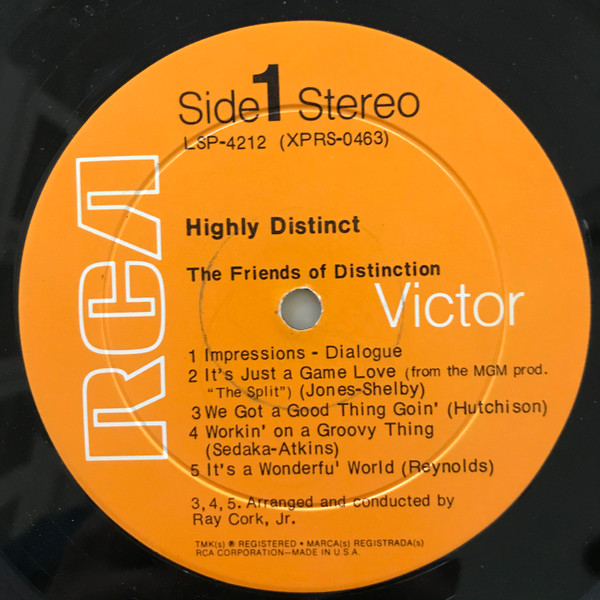 Side 1 Stereo
LSP-4212 (XPRS-0463)
RCA
Highly Distinct
The Friends of Distinction
Victor
1 Impressions - Dialogue
2 It's Just a Game Love (from the MGM prod.
"The Split") (Jones-Shelby)
3 We Got a Good Thing Goin' (Hutchison)
4 Workin' on a Groovy Thing
(Sedaka-Atkins)
5 It's a Wonderfu' World (Reynolds)
3,4,5. Arranged and conducted by
Ray Cork, Jr.
TMK(s) ® REGISTERED • MARCA(s) REGISTRADA(s)
RCA CORPORATION—MADE IN U.S.A.